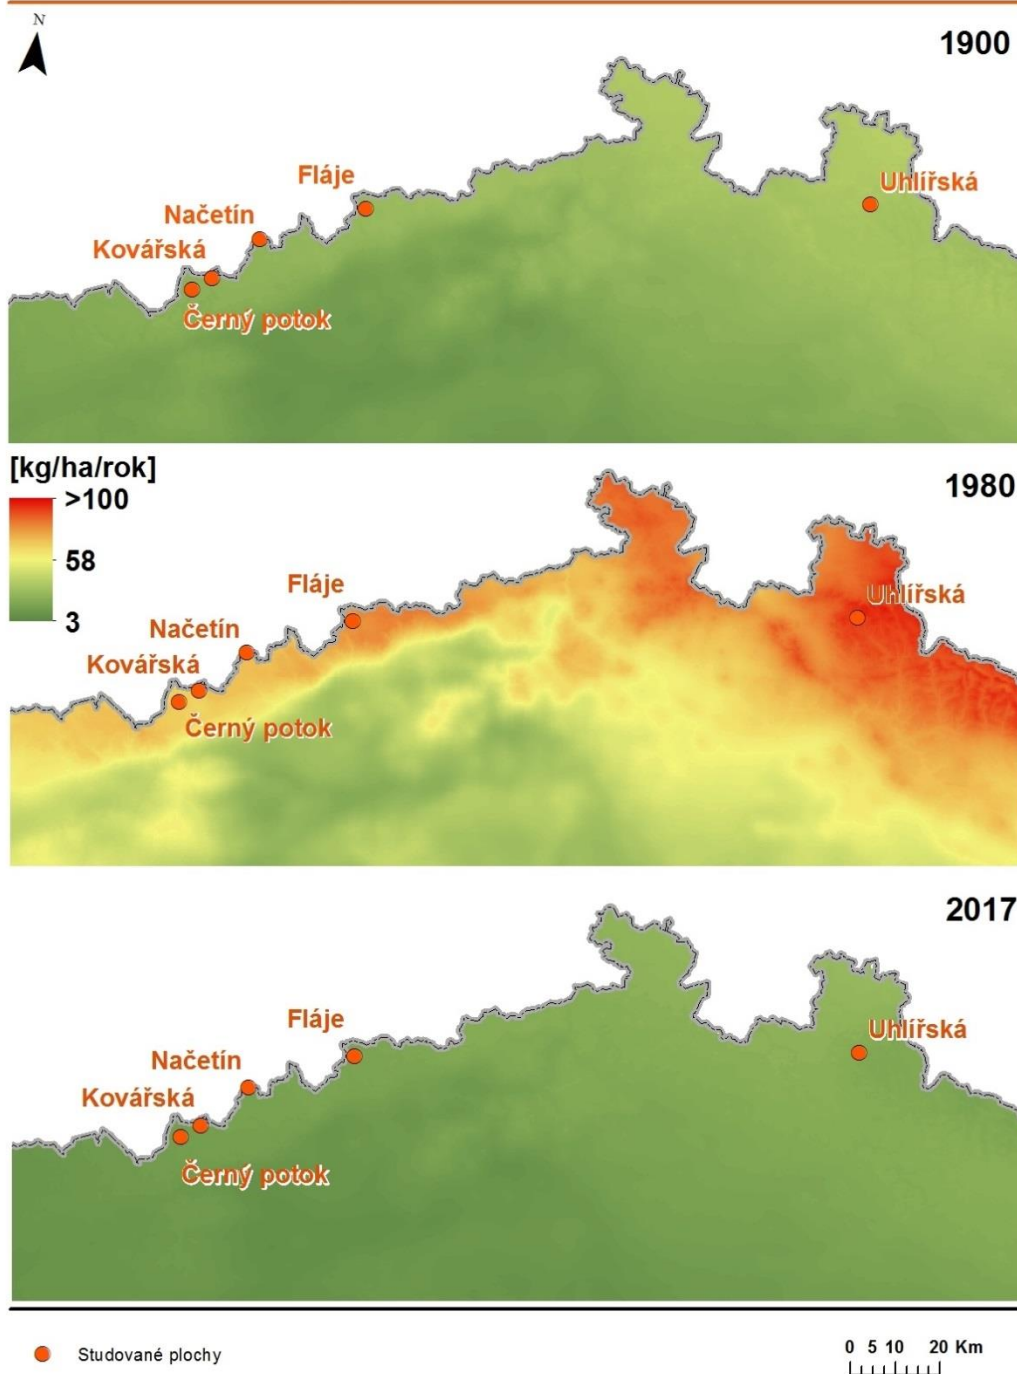 N
1900
Fláje
Uhlířská
Načetín
Kovářská
Černý potok
[kg/ha/rok]
>100
58
3
1980
Fláje
Uhlířská
Načetín
Kovářská
Černý potok
2017
Fláje
Uhlířská
Načetín
Kovářská
Černý potok
Studované plochy
0 5 10 20 Km